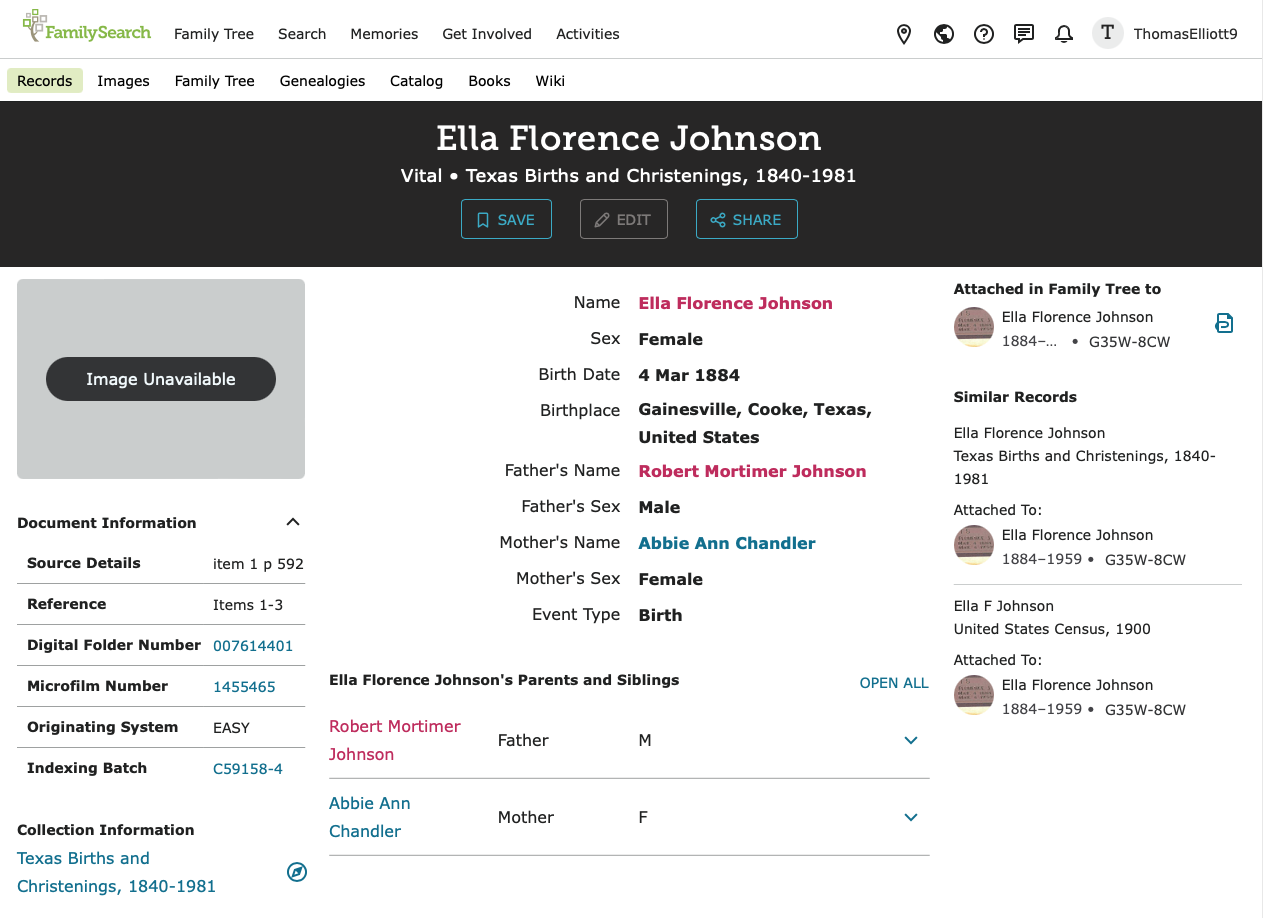 FamilySearch
Family Tree
Search
Memories
Get Involved
Activities
T
ThomasElliott9
Records
Images
Family Tree
Genealogies
Catalog
Books
Wiki
Ella Florence Johnson
Vital • Texas Births and Christenings, 1840-1981
SAVE
EDIT
SHARE
Image Unavailable
Document Information
Source Details item 1 p 592
Reference Items 1-3
Digital Folder Number 007614401
Microfilm Number 1455465
Originating System EASY
Indexing Batch C59158-4
Collection Information
Texas Births and
Christenings, 1840-1981
Name Ella Florence Johnson
Sex Female
Birth Date 4 Mar 1884
Birthplace Gainesville, Cooke, Texas,
United States
Father's Name Robert Mortimer Johnson
Father's Sex Male
Mother's Name Abbie Ann Chandler
Mother's Sex Female
Event Type Birth
Ella Florence Johnson's Parents and Siblings
OPEN ALL
Robert Mortimer
Johnson
Father
M
Abbie Ann
Chandler
Mother
F
Attached in Family Tree to
Ella Florence Johnson
1884–... • G35W-8CW
Similar Records
Ella Florence Johnson
Texas Births and Christenings, 1840-
1981
Attached To:
Ella Florence Johnson
1884–1959 • G35W-8CW
Ella F Johnson
United States Census, 1900
Attached To:
Ella Florence Johnson
1884–1959 • G35W-8CW